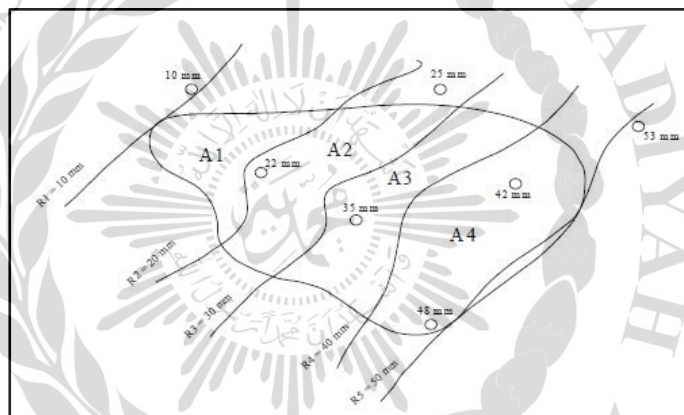 10 mm
25 mm
53 mm
A1
A2
22 mm
A3
42 mm
35 mm
A4
48 mm
R1 = 10 mm
R2 = 20 mm
R3 = 30 mm
R4 = 40 mm
R5 = 50 mm